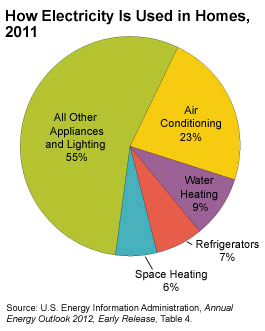 How Electricity Is Used in Homes,
2011
All Other
Appliances
and Lighting
55%
Air
Conditioning
23%
Water
Heating
9%
Refrigerators
7%
Space Heating
6%
Source: U.S. Energy Information Administration, Annual
Energy Outlook 2012, Early Release, Table 4.